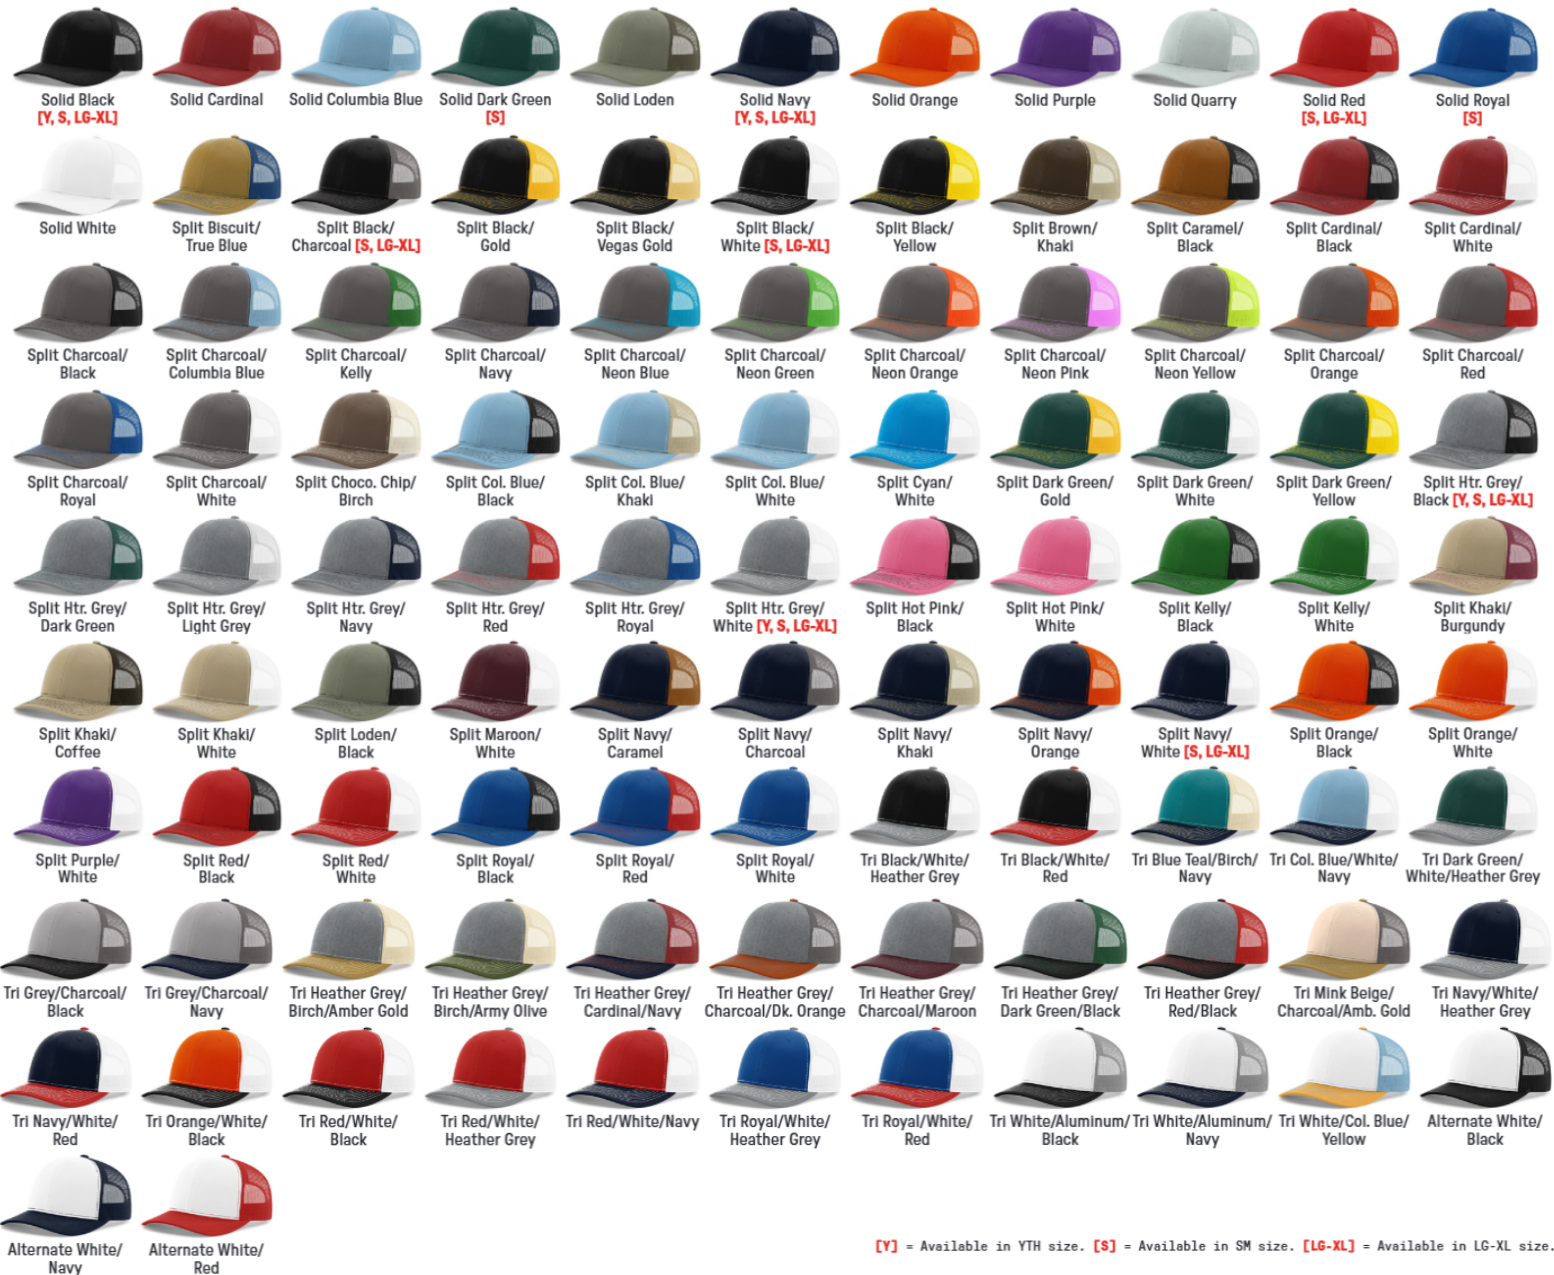 Solid Black
[Y, S, LG-XL]
Solid Cardinal
Solid Columbia Blue
Solid Dark Green
[S]
Solid Loden
Solid Navy
[Y, S, LG-XL]
Solid Orange
Solid Purple
Solid Quarry
Solid Red
[S, LG-XL]
Solid Royal
[S]
Solid White
Split Biscuit/
True Blue
Split Black/
Charcoal [S, LG-XL]
Split Black/
Gold
Split Black/
Vegas Gold
Split Black/
White [S, LG-XL]
Split Black/
Yellow
Split Brown/
Khaki
Split Caramel/
Black
Split Cardinal/
Black
Split Cardinal/
White
Split Charcoal/
Black
Split Charcoal/
Columbia Blue
Split Charcoal/
Kelly
Split Charcoal/
Navy
Split Charcoal/
Neon Blue
Split Charcoal/
Neon Green
Split Charcoal/
Neon Orange
Split Charcoal/
Neon Pink
Split Charcoal/
Neon Yellow
Split Charcoal/
Orange
Split Charcoal/
Red
Split Charcoal/
Royal
Split Charcoal/
White
Split Choco. Chip/
Birch
Split Col. Blue/
Black
Split Col. Blue/
Khaki
Split Col. Blue/
White
Split Cyan/
White
Split Dark Green/
Gold
Split Dark Green/
White
Split Dark Green/
Yellow
Split Htr. Grey/
Black [Y, S, LG-XL]
Split Htr. Grey/
Dark Green
Split Htr. Grey/
Light Grey
Split Htr. Grey/
Navy
Split Htr. Grey/
Red
Split Htr. Grey/
Royal
Split Htr. Grey/
White [Y, S, LG-XL]
Split Hot Pink/
Black
Split Hot Pink/
White
Split Kelly/
Black
Split Kelly/
White
Split Khaki/
Burgundy
Split Khaki/
Coffee
Split Khaki/
White
Split Loden/
Black
Split Maroon/
White
Split Navy/
Caramel
Split Navy/
Charcoal
Split Navy/
Khaki
Split Navy/
Orange
Split Navy/
White [S, LG-XL]
Split Orange/
Black
Split Orange/
White
Split Purple/
White
Split Red/
Black
Split Red/
White
Split Royal/
Black
Split Royal/
Red
Split Royal/
White
Tri Black/White/
Heather Grey
Tri Black/White/
Red
Tri Blue Teal/Birch/
Navy
Tri Col. Blue/White/
Navy
Tri Dark Green/
White/Heather Grey
Tri Grey/Charcoal/
Black
Tri Grey/Charcoal/
Navy
Tri Heather Grey/
Birch/Amber Gold
Tri Heather Grey/
Birch/Army Olive
Tri Heather Grey/
Cardinal/Navy
Tri Heather Grey/
Charcoal/Dk. Orange
Tri Heather Grey/
Charcoal/Maroon
Tri Heather Grey/
Dark Green/Black
Tri Heather Grey/
Red/Black
Tri Mink Beige/
Charcoal/Amb. Gold
Tri Navy/White/
Heather Grey
Tri Navy/White/
Red
Tri Orange/White/
Black
Tri Red/White/
Black
Tri Red/White/
Heather Grey
Tri Red/White/Navy
Tri Royal/White/
Heather Grey
Tri Royal/White/
Red
Tri White/Aluminum/
Black
Tri White/Aluminum/
Navy
Tri White/Col. Blue/
Yellow
Alternate White/
Black
Alternate White/
Navy
Alternate White/
Red
[Y] = Available in YTH size. [S] = Available in SM size. [LG-XL] = Available in LG-XL size.